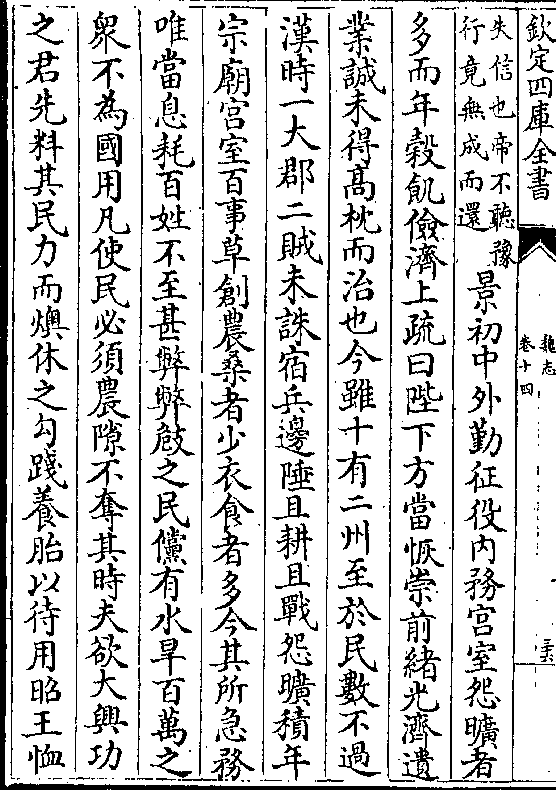 欽定四庫全書
魏志
卷十四
失信也帝不聽豫
行竟無成而還
景初中外勤征役內務宫室怨曠者
多而年穀飢儉濟上疏曰陛下方當恢崇前緒光濟遺
業誠未得高枕而治也今雖十有二州至於民數不過
漢時一大郡二賊未誅宿兵邊陲且耕且戰怨曠積年
宗廟宫室百事草創農桑者少衣食者多今其所急務
唯當息耗百姓不至甚弊弊攰之民儻有水旱百萬之
衆不為國用凡使民必須農隙不奪其時夫欲大興功
之君先料其民力而燠休之勾踐養胎以待用昭王恤